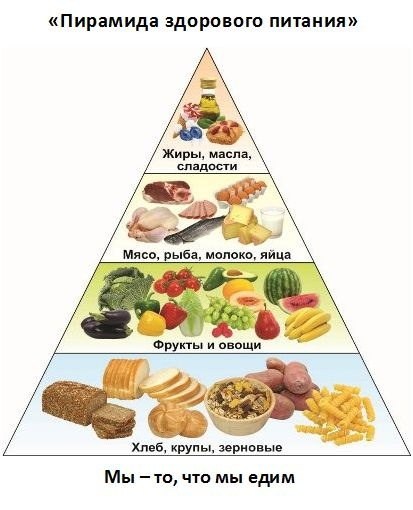 «Пирамида здорового питания»
Жиры, масла,
сладости
Мясо, рыба, молоко, яйца
Фрукты и овощи
Хлеб, крупы, зерновые
Мы – то, что мы едим